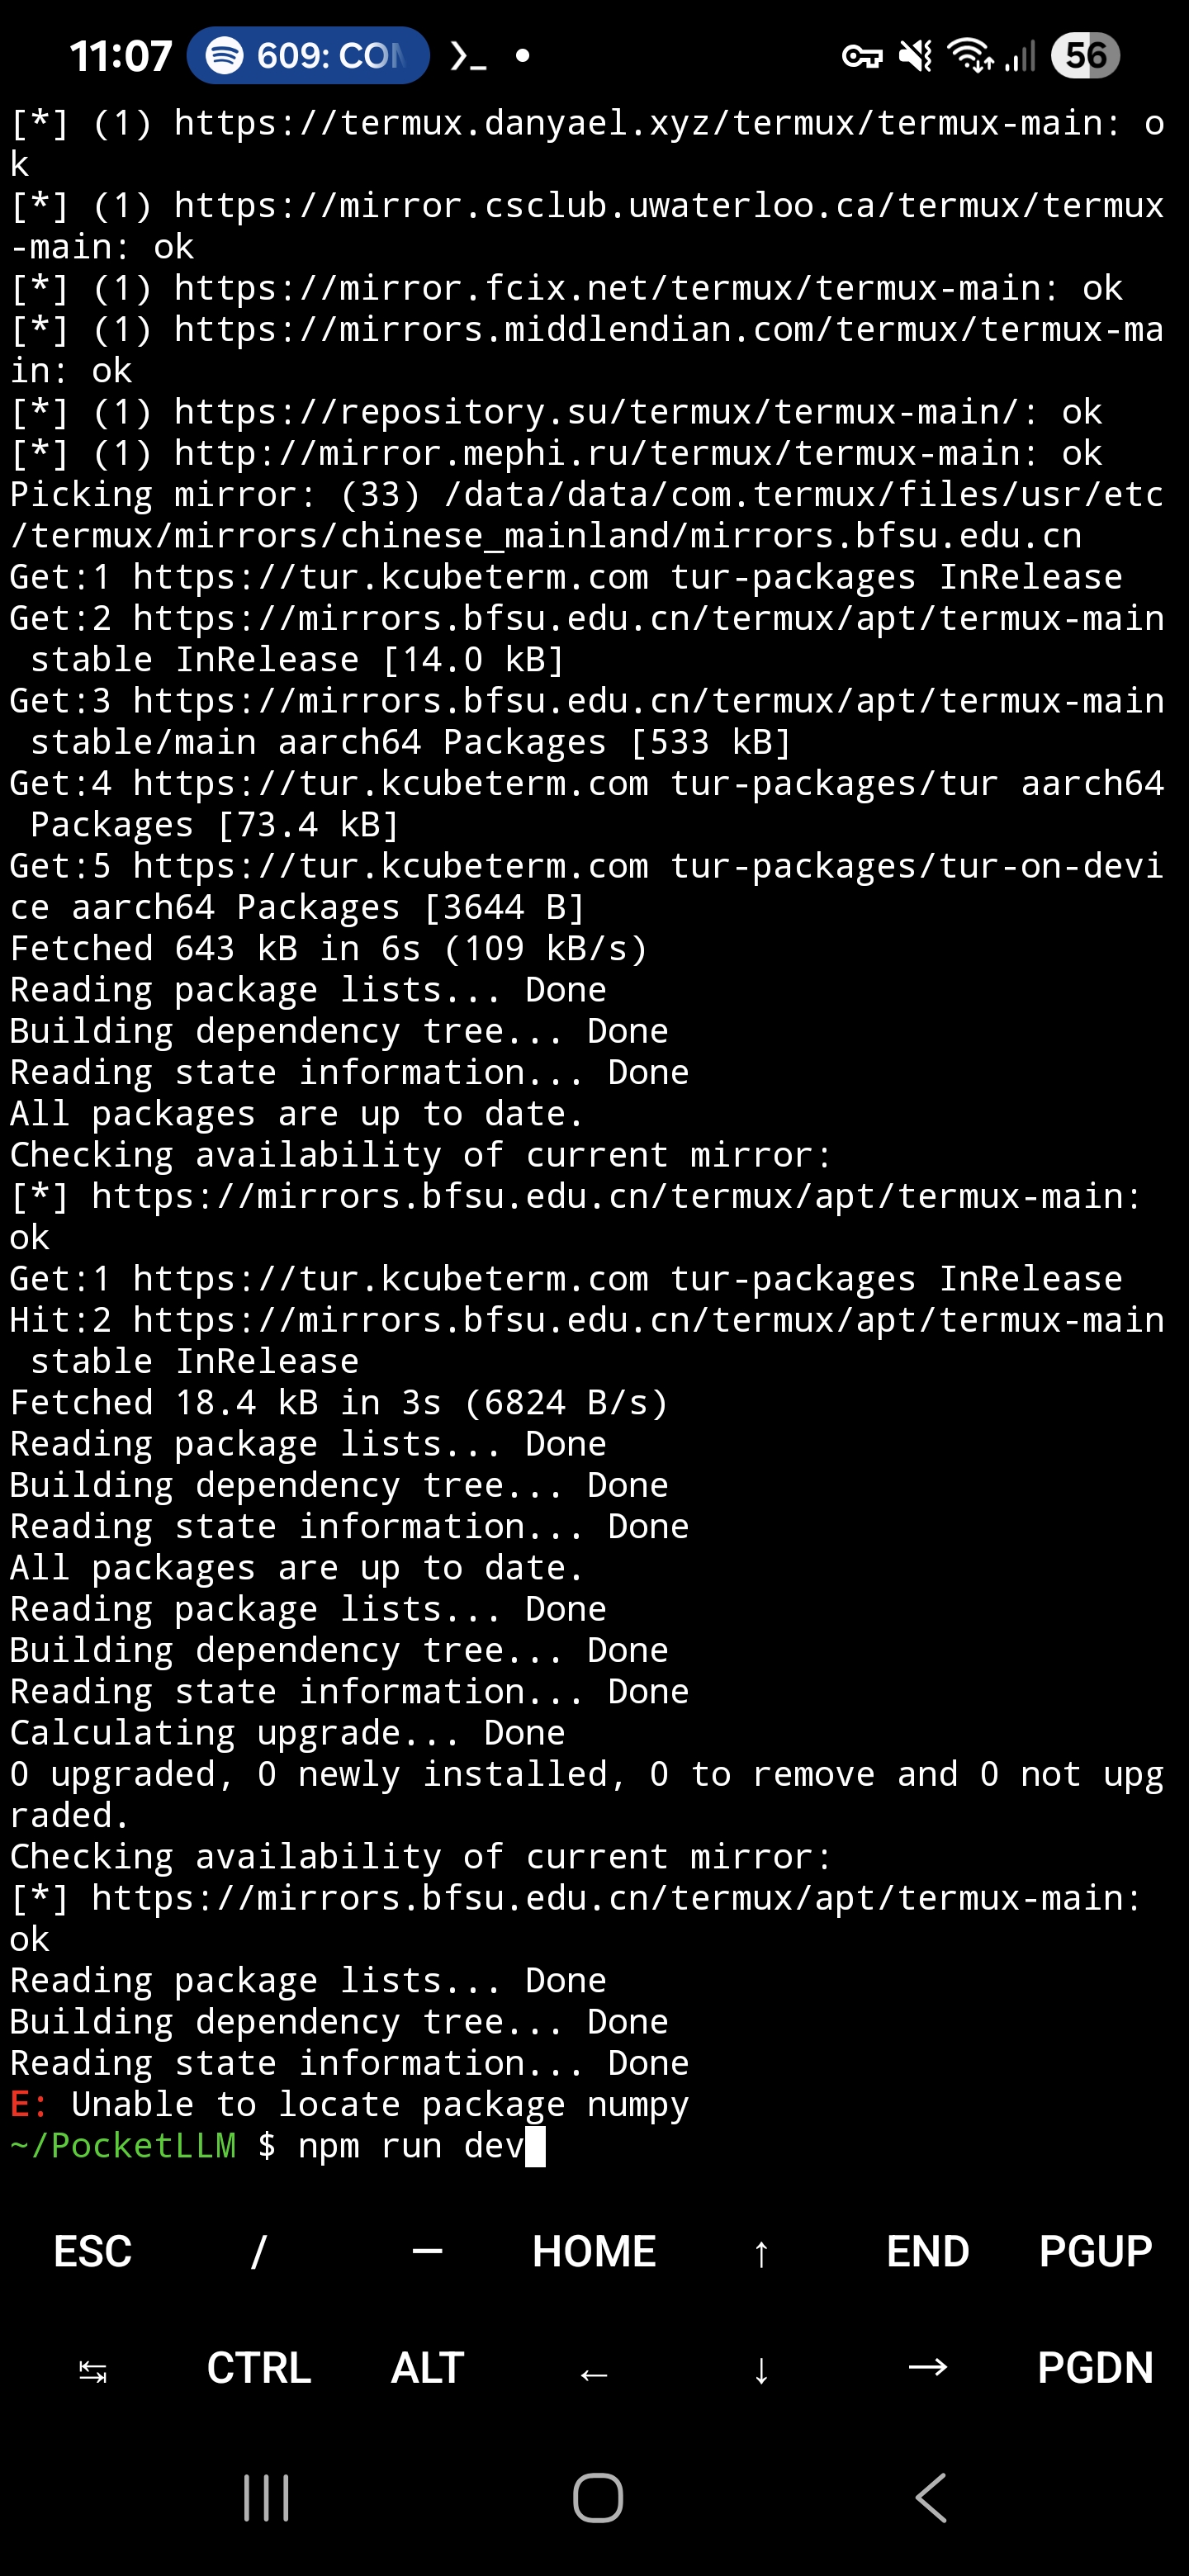 11:07 609: CON 56
[*] (1) https://termux.danyael.xyz/termux/termux-main: o
k
[*] (1) https://mirror.csclub.uwaterloo.ca/termux/termux
-main: ok
[*] (1) https://mirror.fcix.net/termux/termux-main: ok
[*] (1) https://mirrors.middlendian.com/termux/termux-ma
in: ok
[*] (1) https://repository.su/termux/termux-main/: ok
[*] (1) http://mirror.mephi.ru/termux/termux-main: ok
Picking mirror: (33) /data/data/com.termux/files/usr/etc
/termux/mirrors/chinese_mainland/mirrors.bfsu.edu.cn
Get:1 https://tur.kcubeterm.com tur-packages InRelease
Get:2 https://mirrors.bfsu.edu.cn/termux/apt/termux-main
 stable InRelease [14.0 kB]
Get:3 https://mirrors.bfsu.edu.cn/termux/apt/termux-main
 stable/main aarch64 Packages [533 kB]
Get:4 https://tur.kcubeterm.com tur-packages/tur aarch64
 Packages [73.4 kB]
Get:5 https://tur.kcubeterm.com tur-packages/tur-on-devi
ce aarch64 Packages [3644 B]
Fetched 643 kB in 6s (109 kB/s)
Reading package lists... Done
Building dependency tree... Done
Reading state information... Done
All packages are up to date.
Checking availability of current mirror:
[*] https://mirrors.bfsu.edu.cn/termux/apt/termux-main:
ok
Get:1 https://tur.kcubeterm.com tur-packages InRelease
Hit:2 https://mirrors.bfsu.edu.cn/termux/apt/termux-main
 stable InRelease
Fetched 18.4 kB in 3s (6824 B/s)
Reading package lists... Done
Building dependency tree... Done
Reading state information... Done
All packages are up to date.
Reading package lists... Done
Building dependency tree... Done
Reading state information... Done
Calculating upgrade... Done
0 upgraded, 0 newly installed, 0 to remove and 0 not upg
raded.
Checking availability of current mirror:
[*] https://mirrors.bfsu.edu.cn/termux/apt/termux-main:
ok
Reading package lists... Done
Building dependency tree... Done
Reading state information... Done
E: Unable to locate package numpy
~/PocketLLM $ npm run dev
ESC / — HOME ↑ END PGUP
↹ CTRL ALT ← ↓ → PGDN